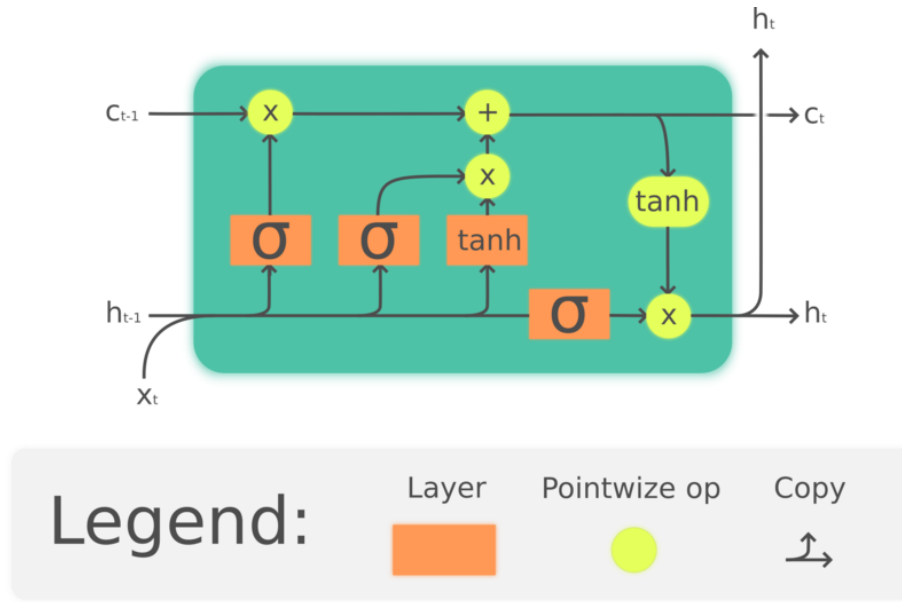 hₜ
cₜ₋₁ x + cₜ
x
tanh
σ σ tanh
hₜ₋₁ σ x hₜ
xₜ
Legend:
Layer Pointwize op Copy